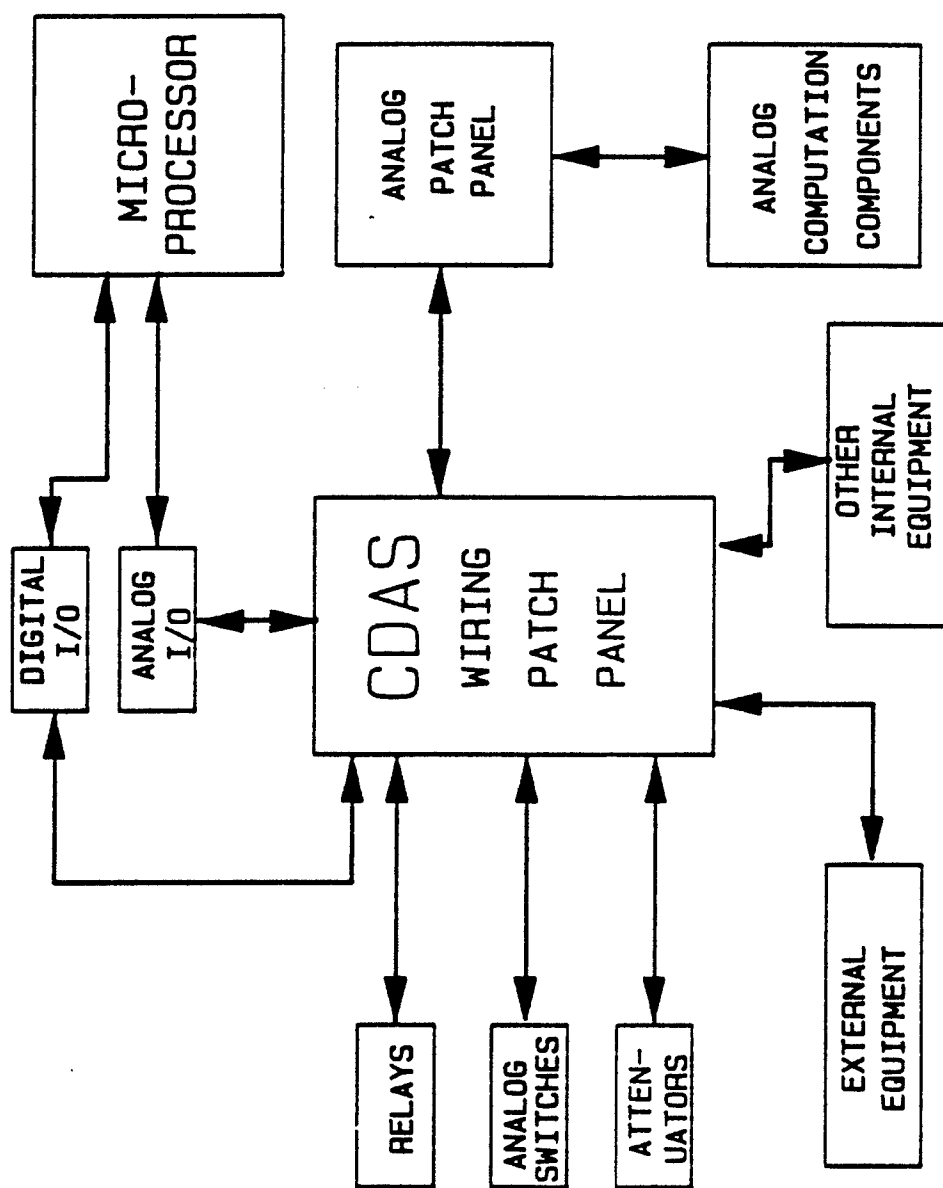 MICRO-
PROCESSOR
ANALOG
PATCH
PANEL
ANALOG
COMPUTATION
COMPONENTS
DIGITAL
I/O
ANALOG
I/O
CDAS
WIRING
PATCH
PANEL
OTHER
INTERNAL
EQUIPMENT
RELAYS
ANALOG
SWITCHES
ATTEN-
UATORS
EXTERNAL
EQUIPMENT